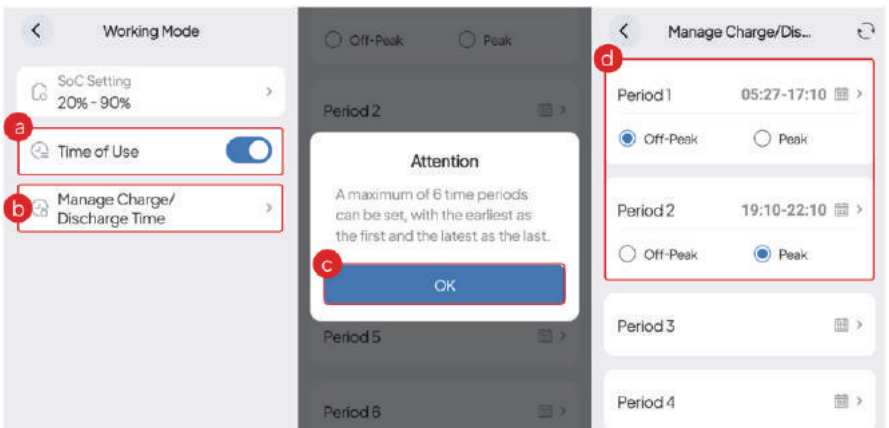 Working Mode
SoC Setting
20% - 90%
a
Time of Use
b
Manage Charge/
Discharge Time
Off-Peak Peak
Period 2
Attention
A maximum of 6 time periods
can be set, with the earliest as
the first and the latest as the last.
c
OK
Period 5
Period 6
Manage Charge/Dis...
d
Period 1 05:27-17:10
Off-Peak Peak
Period 2 19:10-22:10
Off-Peak Peak
Period 3
Period 4